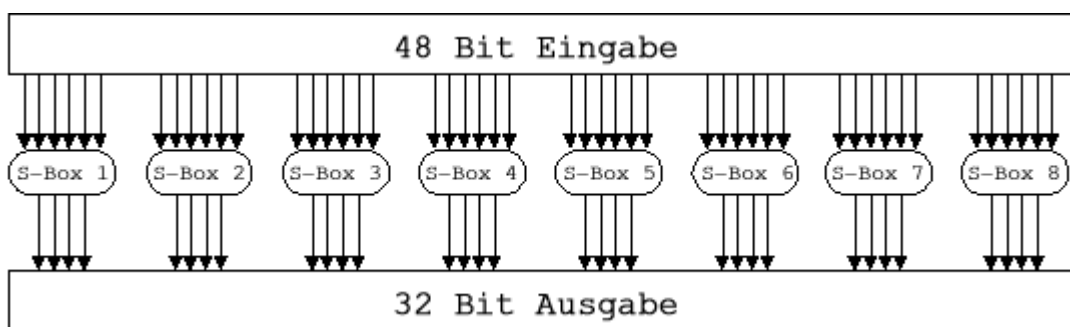 48 Bit Eingabe
S-Box 1 S-Box 2 S-Box 3 S-Box 4 S-Box 5 S-Box 6 S-Box 7 S-Box 8
32 Bit Ausgabe